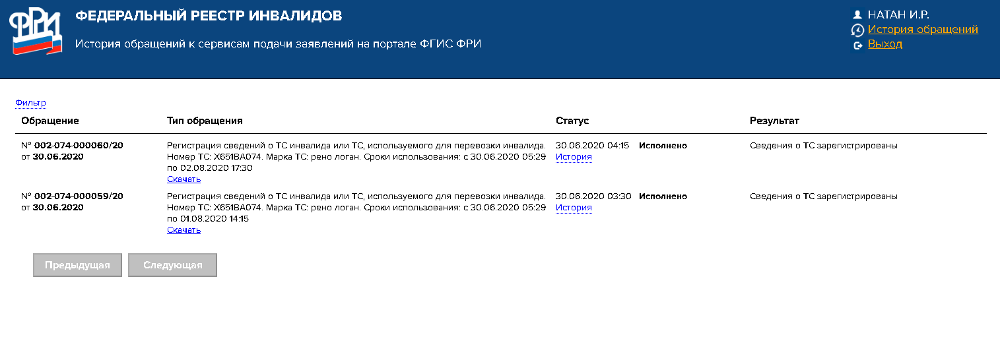 ФРИ
ФЕДЕРАЛЬНЫЙ РЕЕСТР ИНВАЛИДОВ
История обращений к сервисам подачи заявлений на портале ФГИС ФРИ
НАТАН И.Р.
История обращений
Выход
Фильтр
Обращение Тип обращения Статус Результат
N° 002-074-000060/20 Регистрация сведений о ТС инвалида или ТС, используемого для перевозки инвалида. 30.06.2020 04:15 Исполнено Сведения о ТС зарегистрированы
от 30.06.2020 Номер ТС: Х651ВА074. Марка ТС: рено логан. Сроки использования: с 30.06.2020 05:29 История
по 02.08.2020 17:30
Скачать
N° 002-074-000059/20 Регистрация сведений о ТС инвалида или ТС, используемого для перевозки инвалида. 30.06.2020 03:30 Исполнено Сведения о ТС зарегистрированы
от 30.06.2020 Номер ТС: Х651ВА074. Марка ТС: рено логан. Сроки использования: с 30.06.2020 05:29 История
по 01.08.2020 14:15
Скачать
Предыдущая Следующая